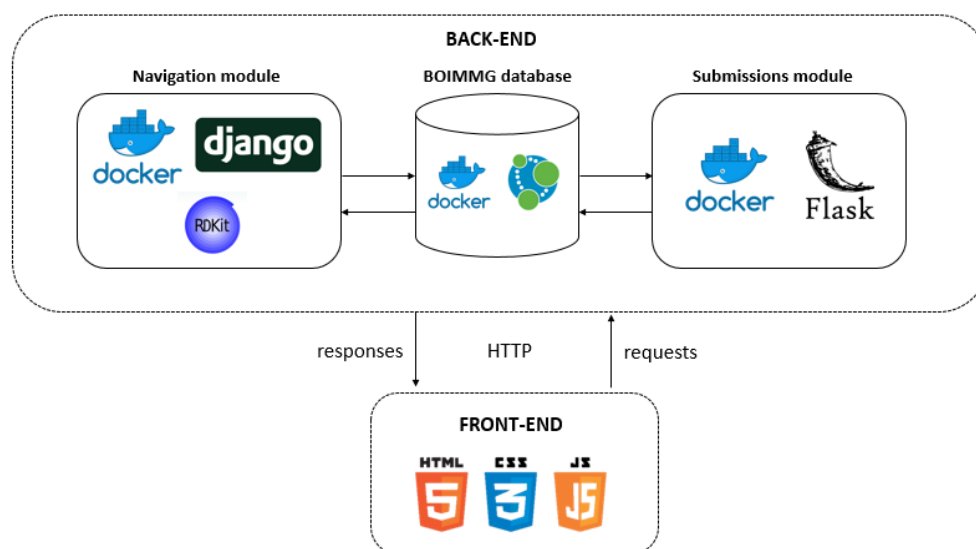 BACK-END
Navigation module
BOIMMG database
Submissions module
docker
django
RDKit
docker
docker
Flask
responses
HTTP
requests
FRONT-END
HTML
5
CSS
3
JS
JS